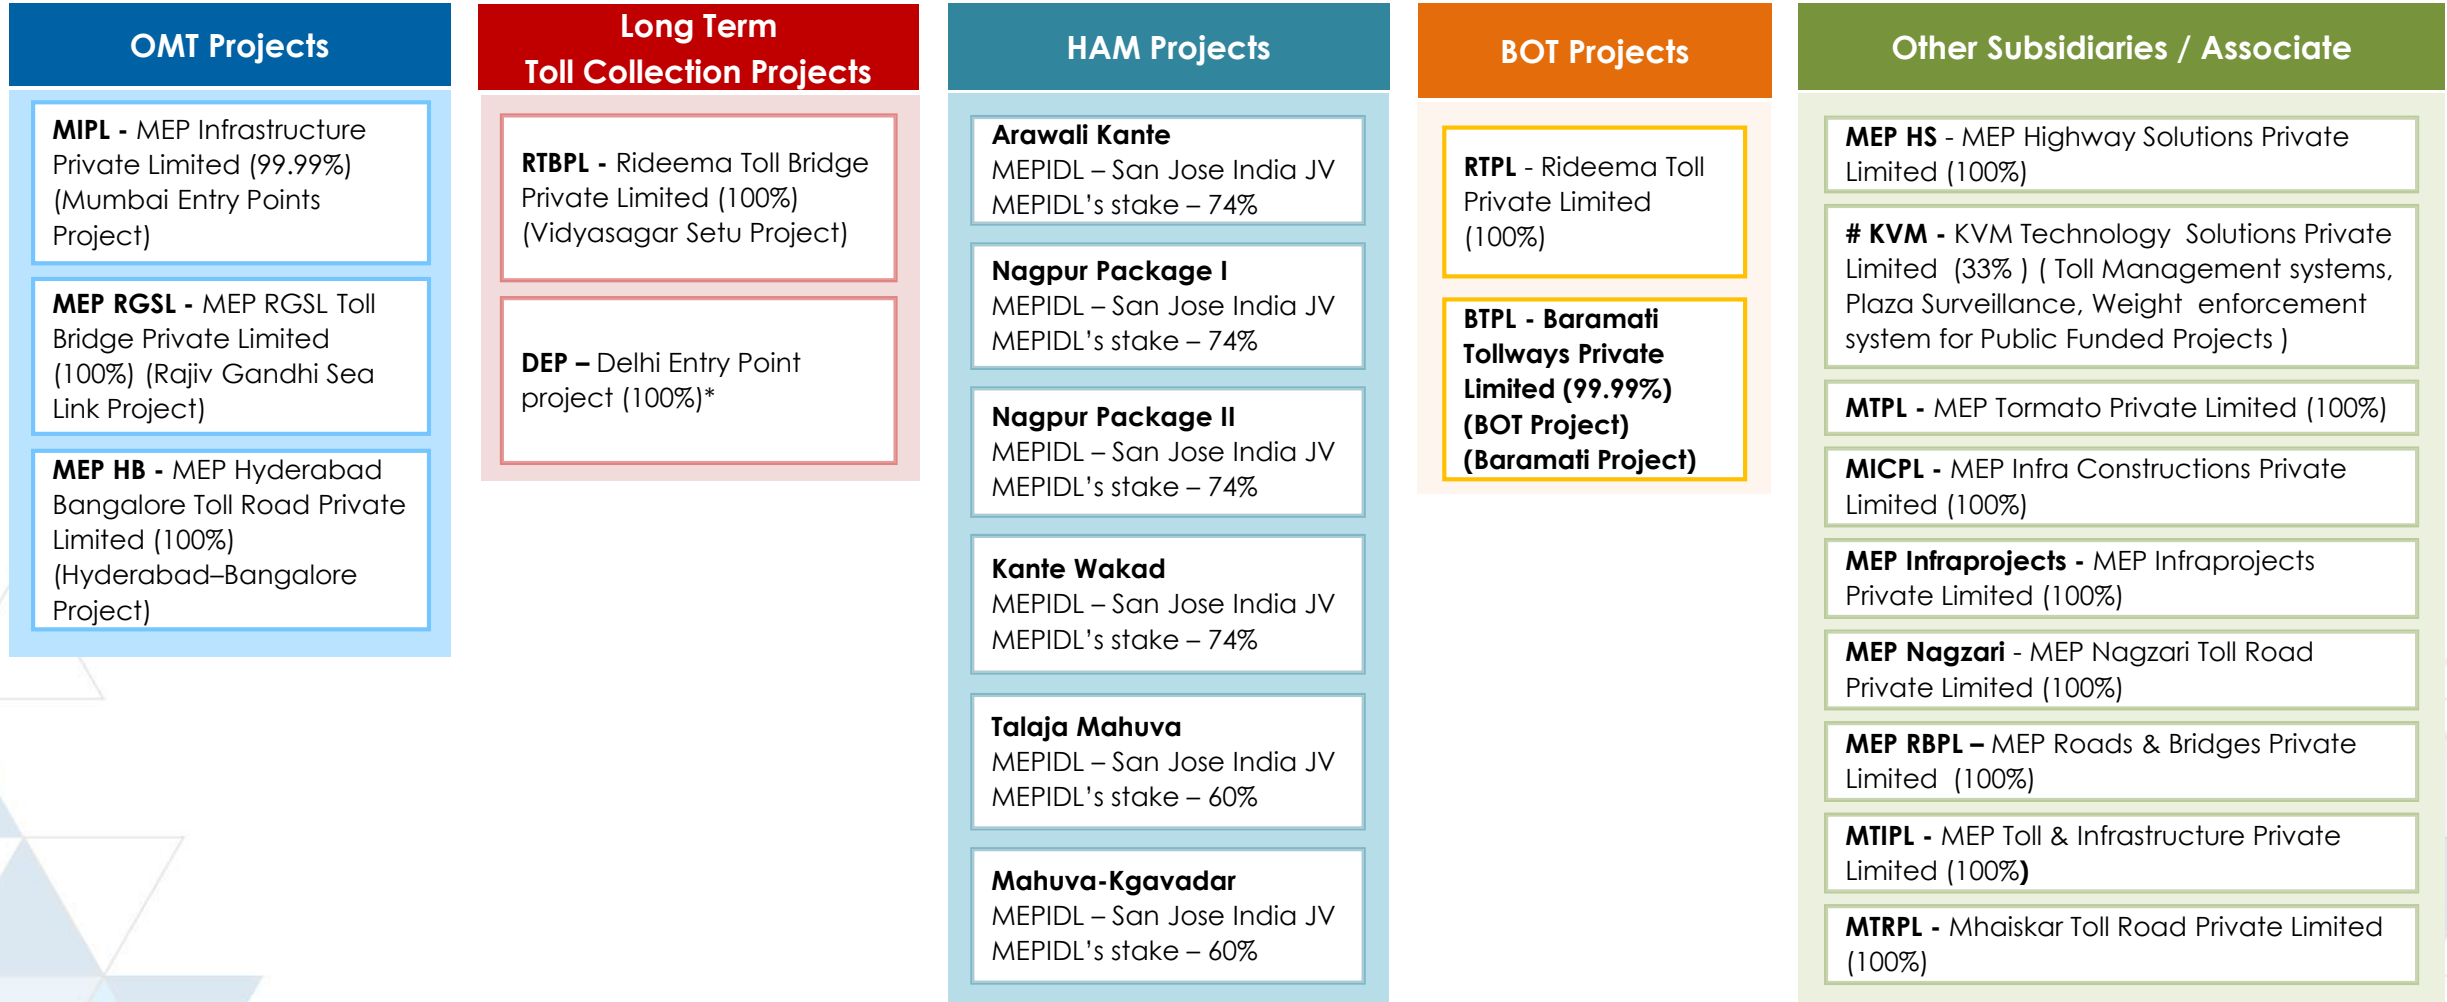 OMT Projects
MIPL - MEP Infrastructure
Private Limited (99.99%)
(Mumbai Entry Points
Project)
MEP RGSL - MEP RGSL Toll
Bridge Private Limited
(100%) (Rajiv Gandhi Sea
Link Project)
MEP HB - MEP Hyderabad
Bangalore Toll Road Private
Limited (100%)
(Hyderabad–Bangalore
Project)
Long Term
Toll Collection Projects
RTBPL - Rideema Toll Bridge
Private Limited (100%)
(Vidyasagar Setu Project)
DEP – Delhi Entry Point
project (100%)*
HAM Projects
Arawali Kante
MEPIDL – San Jose India JV
MEPIDL's stake – 74%
Nagpur Package I
MEPIDL – San Jose India JV
MEPIDL's stake – 74%
Nagpur Package II
MEPIDL – San Jose India JV
MEPIDL's stake – 74%
Kante Wakad
MEPIDL – San Jose India JV
MEPIDL's stake – 74%
Talaja Mahuva
MEPIDL – San Jose India JV
MEPIDL's stake – 60%
Mahuva-Kgavadar
MEPIDL – San Jose India JV
MEPIDL's stake – 60%
BOT Projects
RTPL - Rideema Toll
Private Limited
(100%)
BTPL - Baramati
Tollways Private
Limited (99.99%)
(BOT Project)
(Baramati Project)
Other Subsidiaries / Associate
MEP HS - MEP Highway Solutions Private
Limited (100%)
# KVM - KVM Technology Solutions Private
Limited (33% ) ( Toll Management systems,
Plaza Surveillance, Weight enforcement
system for Public Funded Projects )
MTPL - MEP Tormato Private Limited (100%)
MICPL - MEP Infra Constructions Private
Limited (100%)
MEP Infraprojects - MEP Infraprojects
Private Limited (100%)
MEP Nagzari - MEP Nagzari Toll Road
Private Limited (100%)
MEP RBPL – MEP Roads & Bridges Private
Limited (100%)
MTIPL - MEP Toll & Infrastructure Private
Limited (100%)
MTRPL - Mhaiskar Toll Road Private Limited
(100%)